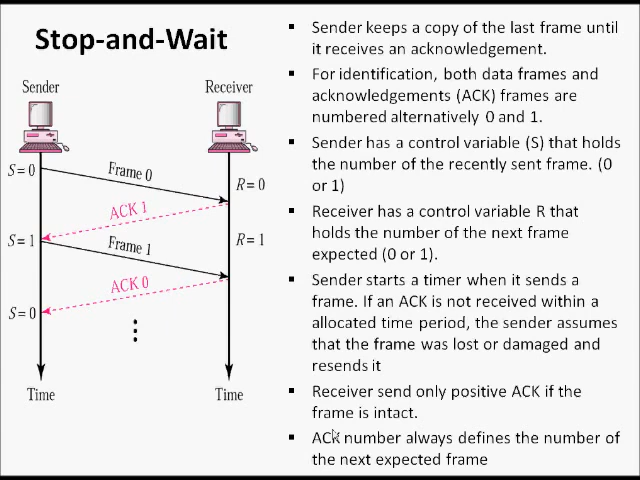 Stop-and-Wait
Sender
Receiver
S = 0
Frame 0
R = 0
ACK 1
S = 1
Frame 1
R = 1
ACK 0
S = 0
Time
Time
Sender keeps a copy of the last frame until
it receives an acknowledgement.
For identification, both data frames and
acknowledgements (ACK) frames are
numbered alternatively 0 and 1.
Sender has a control variable (S) that holds
the number of the recently sent frame. (0
or 1)
Receiver has a control variable R that
holds the number of the next frame
expected (0 or 1).
Sender starts a timer when it sends a
frame. If an ACK is not received within a
allocated time period, the sender assumes
that the frame was lost or damaged and
resends it
Receiver send only positive ACK if the
frame is intact.
ACK number always defines the number of
the next expected frame